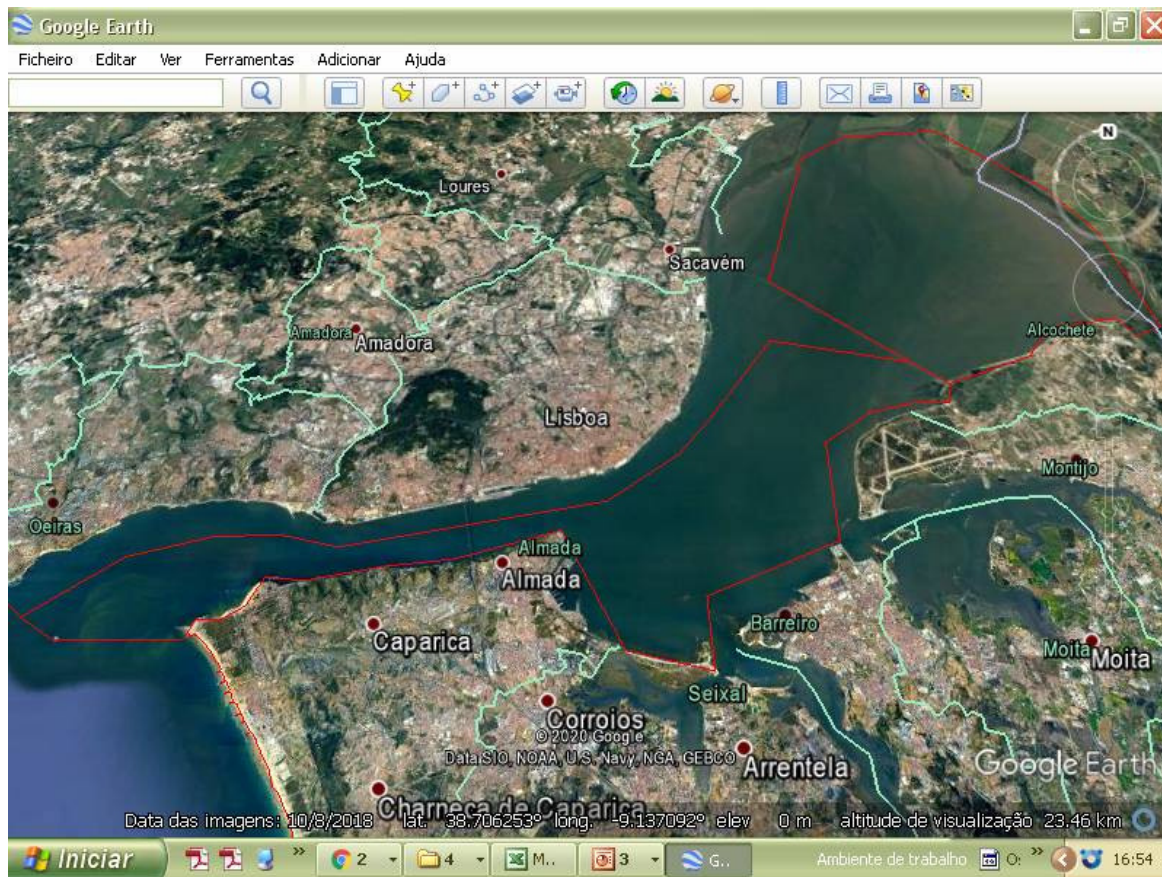 Google Earth
Ficheiro Editar Ver Ferramentas Adicionar Ajuda
N
Loures
Sacavém
Alcochete
Amadora
Amadora
Lisboa
Montijo
Oeiras
Almada
Almada
Barreiro
Caparica
Moita
Moita
Seixal
Corroios
© 2020 Google
Data SIO, NOAA, U.S. Navy, NGA, GEBCO
Arrentela
Google Earth
Charneca de Caparica
Data das imagens: 10/8/2018 lat. 38.706253° long. -9.137092° elev 0 m altitude de visualização 23.46 km
Iniciar » 2 4 M.. 3 G.. Ambiente de trabalho O: » 16:54